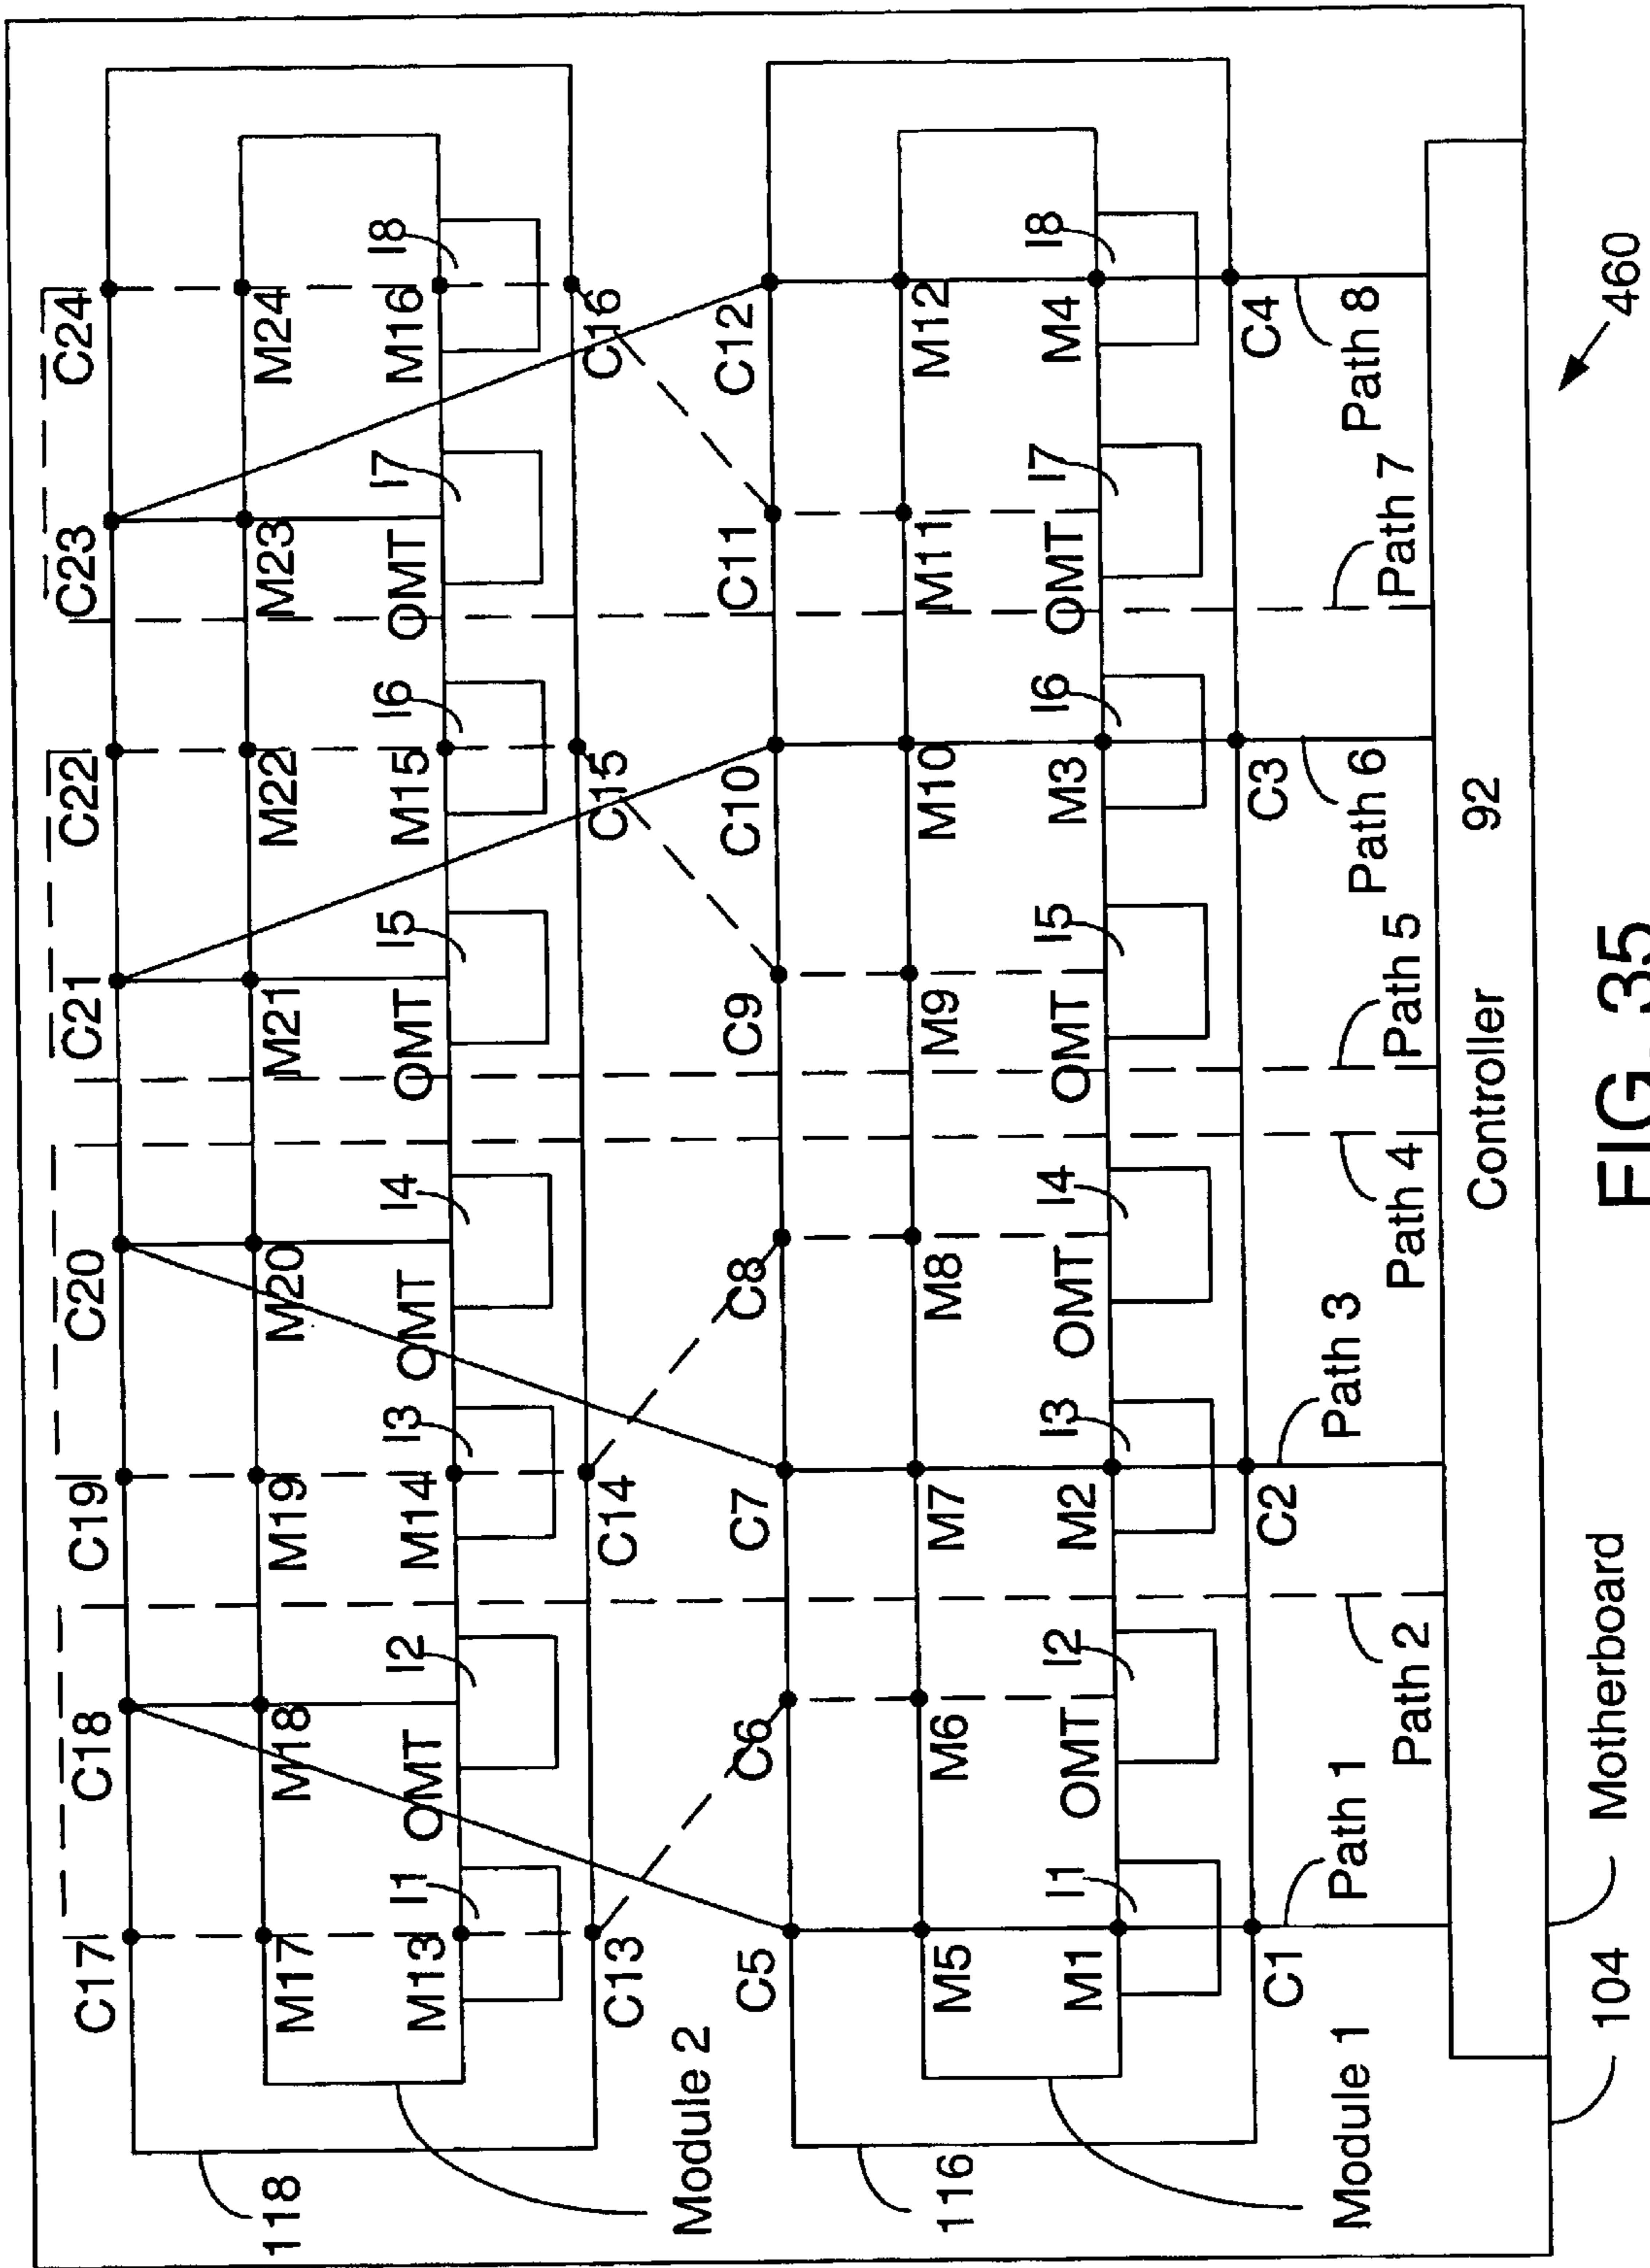 C17 C18 C19 C20 C21 C22 C23 C24
M17 M18 M19 M20 M21 M22 M23 M24
M13 I1 OMT I2 M14 I3 OMT I4 OMT I5 M15 I6 OMT I7 M16 I8
118
C13 C14 C15 C16
Module 2
C5 C6 C7 C8 C9 C10 C11 C12
M5 M6 M7 M8 M9 M10 M11 M12
116
M1 I1 OMT I2 M2 I3 OMT I4 OMT I5 M3 I6 OMT I7 M4 I8
C1 C2 C3 C4
Module 1
Path 1 Path 2 Path 3 Path 4 Path 5 Path 6 Path 7 Path 8
Controller 92
104 Motherboard
460
FIG. 35